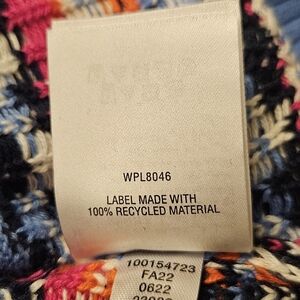 WPL8046
LABEL MADE WITH
100% RECYCLED MATERIAL
100154723
FA22
0622